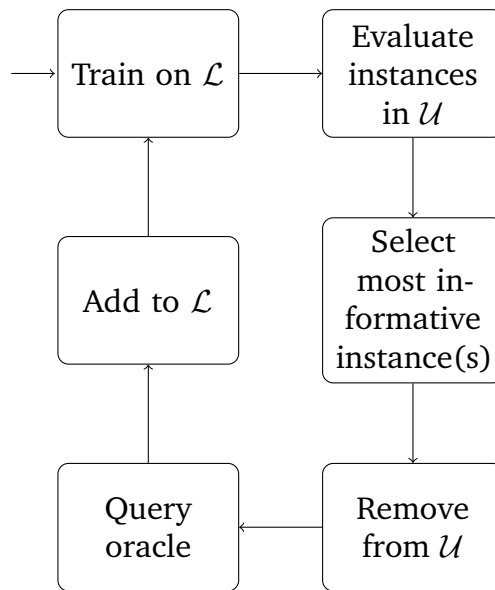 Train on ℒ
Evaluate
instances
in 𝒰
Select
most in-
formative
instance(s)
Add to ℒ
Query
oracle
Remove
from 𝒰